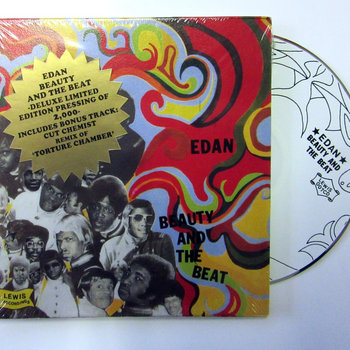 EDAN
BEAUTY
AND THE BEAT
-DELUXE LIMITED
EDITION PRESSING OF
2,000-
INCLUDES BONUS TRACK:
CUT CHEMIST
REMIX OF
'TORTURE CHAMBER'
EDAN
BEAUTY
AND
THE
BEAT
LEWIS
RECORDINGS
EDAN
BEAUTY AND
THE BEAT
LEWIS